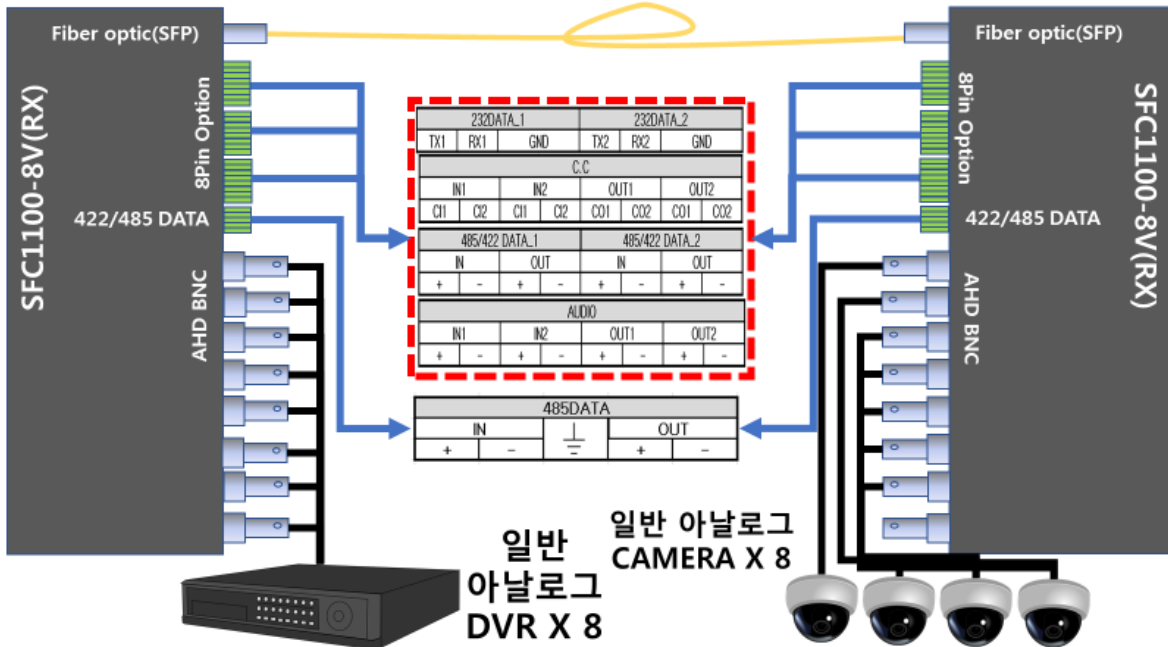 Fiber optic(SFP)
SFC1100-8V(RX)
8Pin Option
422/485 DATA
AHD BNC
232DATA_1 232DATA_2
TX1 RX1 GND TX2 RX2 GND
C.C
IN1 IN2 OUT1 OUT2
CI1 CI2 CI1 CI2 CO1 CO2 CO1 CO2
485/422 DATA_1 485/422 DATA_2
IN OUT IN OUT
+ - + - + - + -
AUDIO
IN1 IN2 OUT1 OUT2
+ - + - + - + -
485DATA
IN OUT
+ - + -
Fiber optic(SFP)
8Pin Option
SFC1100-8V(RX)
422/485 DATA
AHD BNC
일반
아날로그
DVR X 8
일반 아날로그
CAMERA X 8